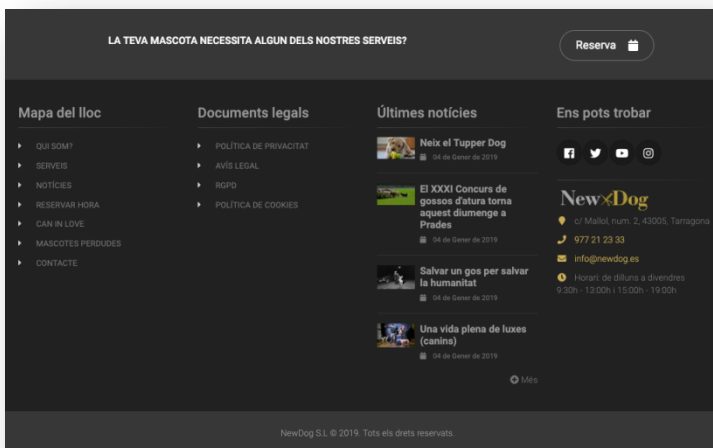 LA TEVA MASCOTA NECESSITA ALGUN DELS NOSTRES SERVEIS?
Reserva
Mapa del lloc
QUI SOM?
SERVEIS
NOTÍCIES
RESERVAR HORA
CAN IN LOVE
MASCOTES PERDUDES
CONTACTE
Documents legals
POLÍTICA DE PRIVACITAT
AVÍS LEGAL
RGPD
POLÍTICA DE COOKIES
Últimes notícies
Neix el Tupper Dog
04 de Gener de 2019
El XXXI Concurs de
gossos d'atura torna
aquest diumenge a
Prades
04 de Gener de 2019
Salvar un gos per salvar
la humanitat
04 de Gener de 2019
Una vida plena de luxes
(canins)
04 de Gener de 2019
Més
Ens pots trobar
NewDog
c/ Mallol, num. 2, 43005, Tarragona
977 21 23 33
info@newdog.es
Horari: de dilluns a divendres
9:30h - 13:00h i 15:00h - 19:00h.
NewDog S.L © 2019. Tots els drets reservats.